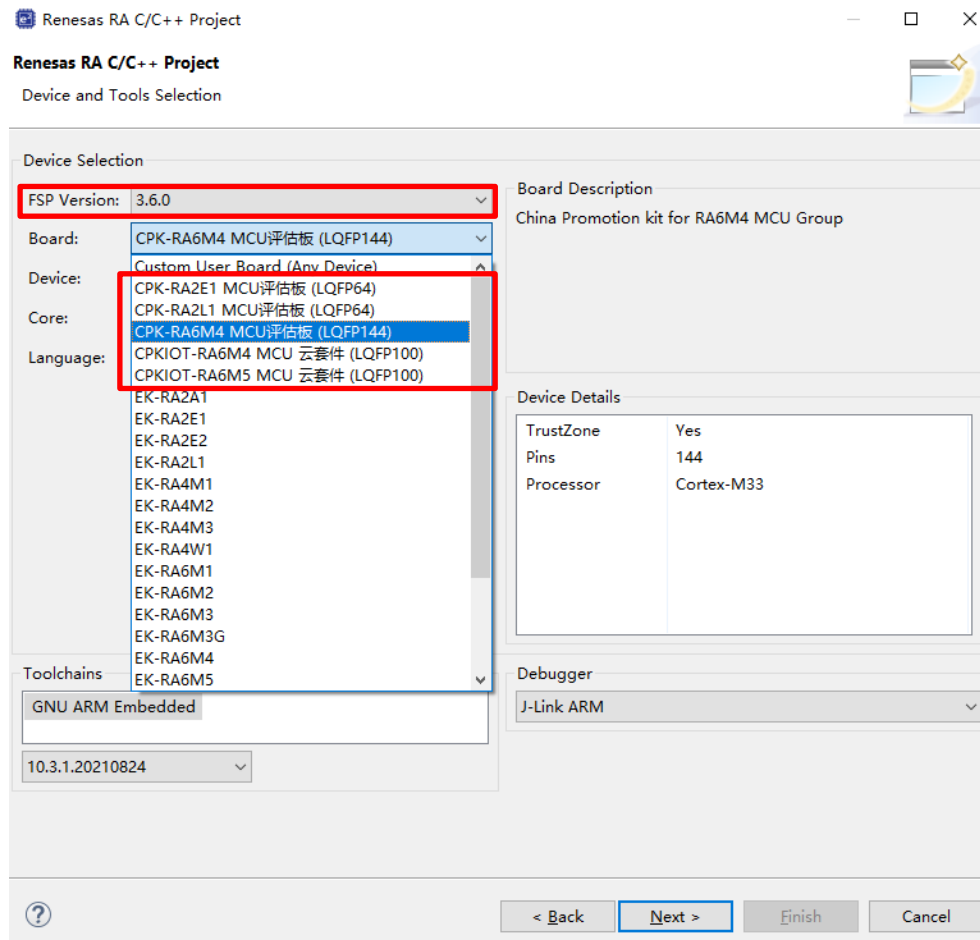 Renesas RA C/C++ Project
Renesas RA C/C++ Project
Device and Tools Selection
Device Selection
FSP Version: 3.6.0
Board: CPK-RA6M4 MCU评估板 (LQFP144)
Device:
Core:
Language:
Custom User Board (Any Device)
CPK-RA2E1 MCU评估板 (LQFP64)
CPK-RA2L1 MCU评估板 (LQFP64)
CPK-RA6M4 MCU评估板 (LQFP144)
CPKIOT-RA6M4 MCU 云套件 (LQFP100)
CPKIOT-RA6M5 MCU 云套件 (LQFP100)
EK-RA2A1
EK-RA2E1
EK-RA2E2
EK-RA2L1
EK-RA4M1
EK-RA4M2
EK-RA4M3
EK-RA4W1
EK-RA6M1
EK-RA6M2
EK-RA6M3
EK-RA6M3G
EK-RA6M4
EK-RA6M5
Board Description
China Promotion kit for RA6M4 MCU Group
Device Details
TrustZone Yes
Pins 144
Processor Cortex-M33
Toolchains
GNU ARM Embedded
10.3.1.20210824
Debugger
J-Link ARM
?
< Back Next > Finish Cancel